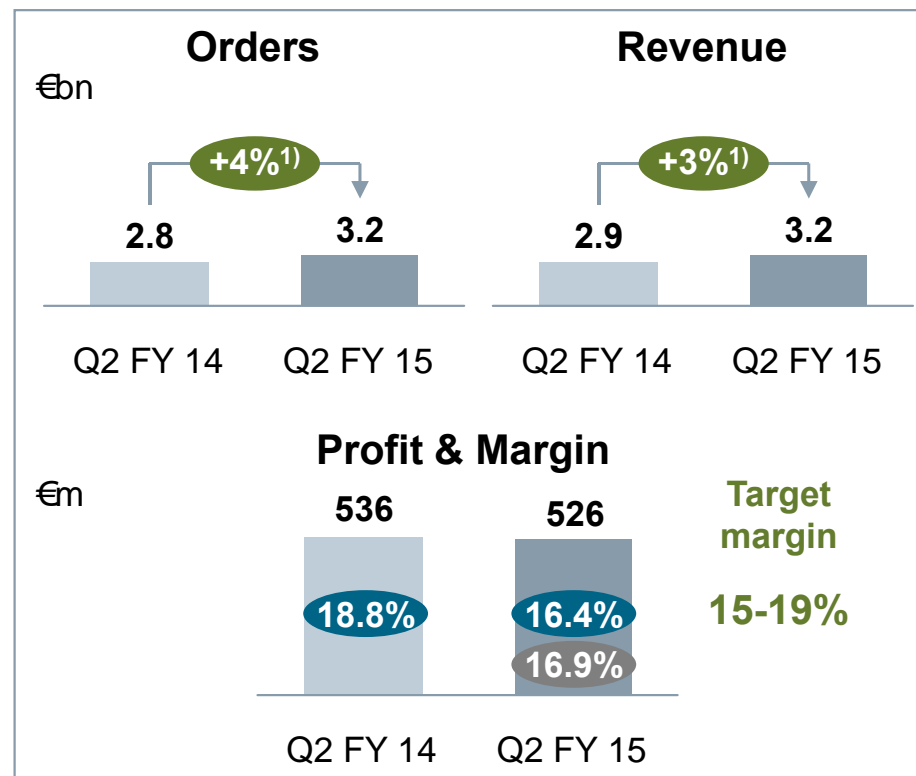 Orders
Revenue
€bn
+4%¹⁾
+3%¹⁾
2.8
3.2
2.9
3.2
Q2 FY 14
Q2 FY 15
Q2 FY 14
Q2 FY 15
Profit & Margin
€m
536
526
Target
margin
18.8%
16.4%
15-19%
16.9%
Q2 FY 14
Q2 FY 15